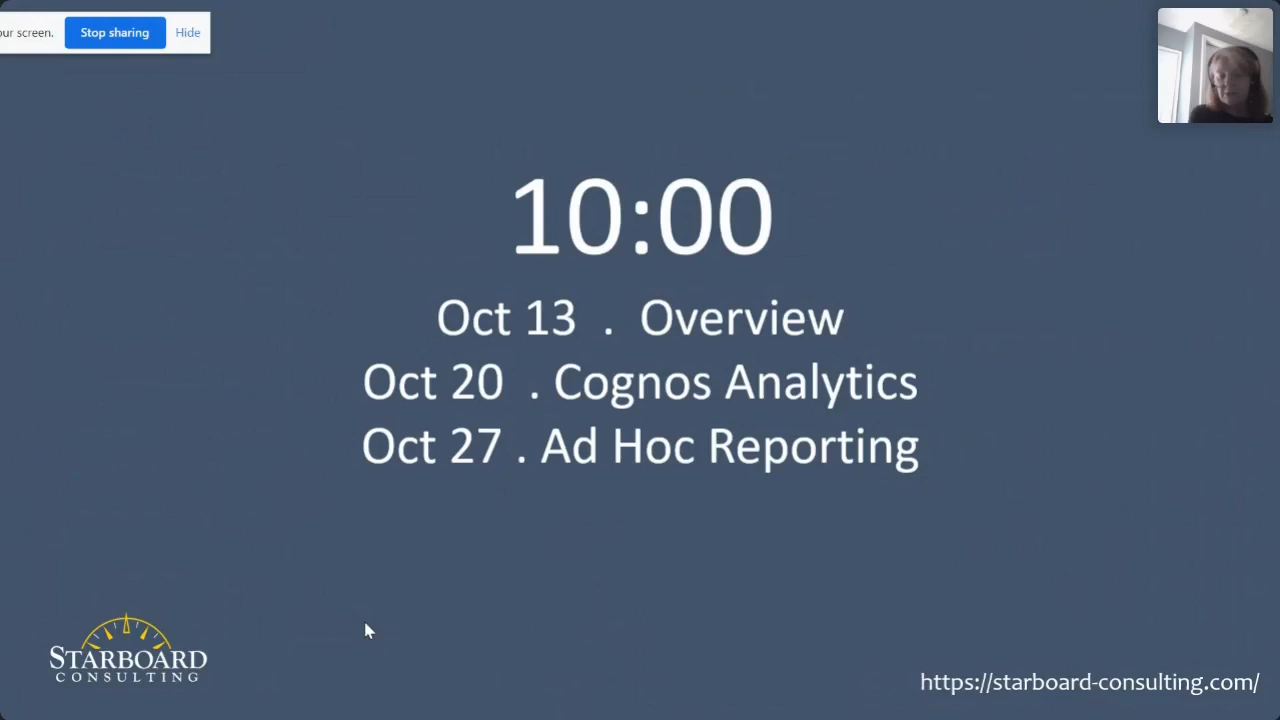 our screen. Stop sharing Hide
10:00
Oct 13 . Overview
Oct 20 . Cognos Analytics
Oct 27 . Ad Hoc Reporting
STARBOARD
CONSULTING
https://starboard-consulting.com/